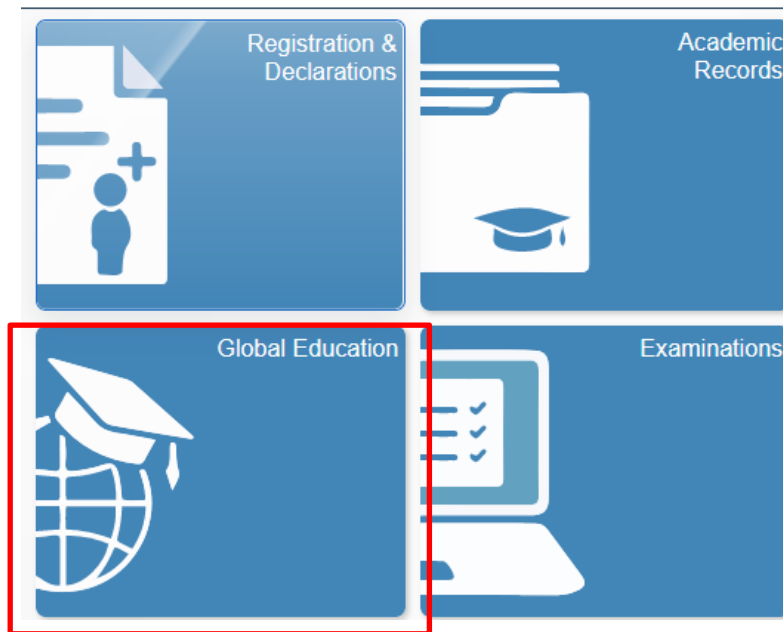 Registration &
Declarations
Academic
Records
Global Education
Examinations